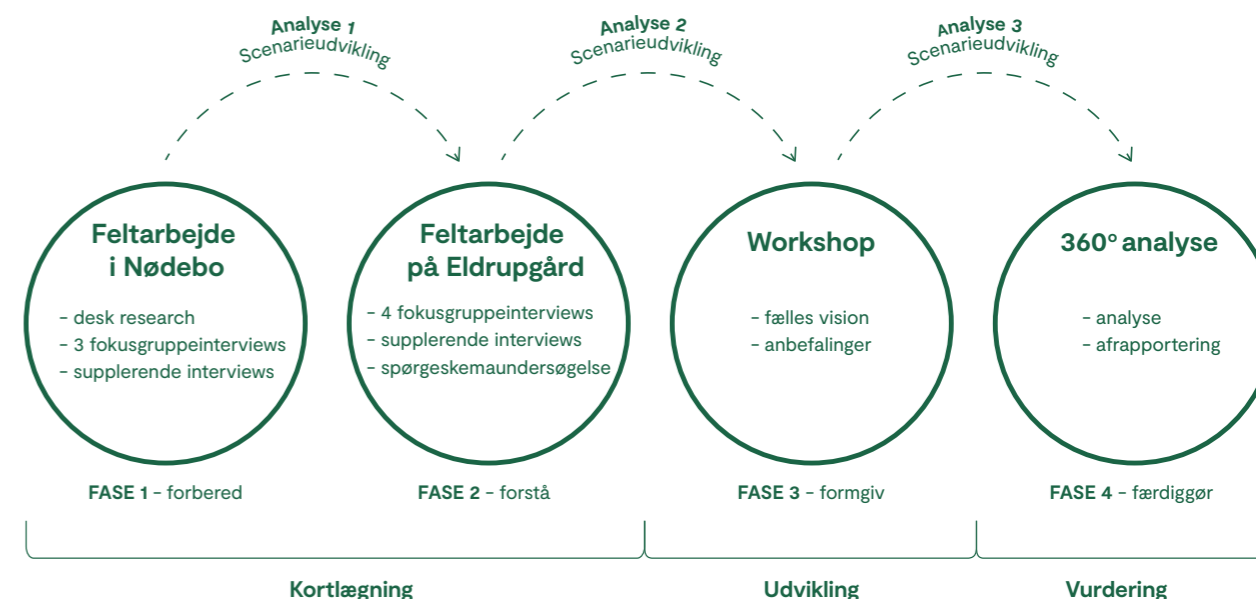 Analyse 1
Scenarieudvikling
Analyse 2
Scenarieudvikling
Analyse 3
Scenarieudvikling
Feltarbejde
i Nødebo
- desk research
- 3 fokusgruppeinterviews
- supplerende interviews
FASE 1 - forbered
Feltarbejde
på Eldrupgård
- 4 fokusgruppeinterviews
- supplerende interviews
- spørgeskemaundersøgelse
FASE 2 - forstå
Workshop
- fælles vision
- anbefalinger
FASE 3 - formgiv
360° analyse
- analyse
- afrapportering
FASE 4 - færdiggør
Kortlægning
Udvikling
Vurdering